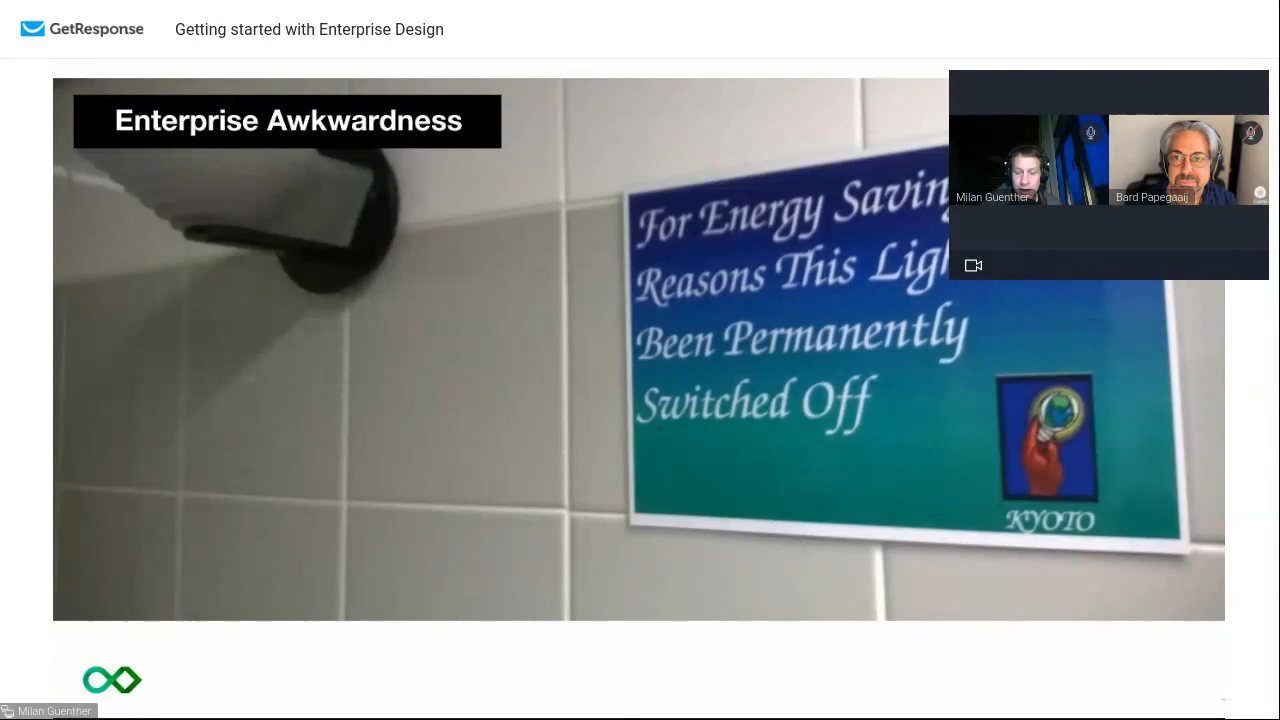 GetResponse
Getting started with Enterprise Design
Enterprise Awkwardness
For Energy Savin
Reasons This Ligh
Been Permanently
Switched Off
KYOTO
Milan Guenther
Bard Papegaaij
Milan Guenther